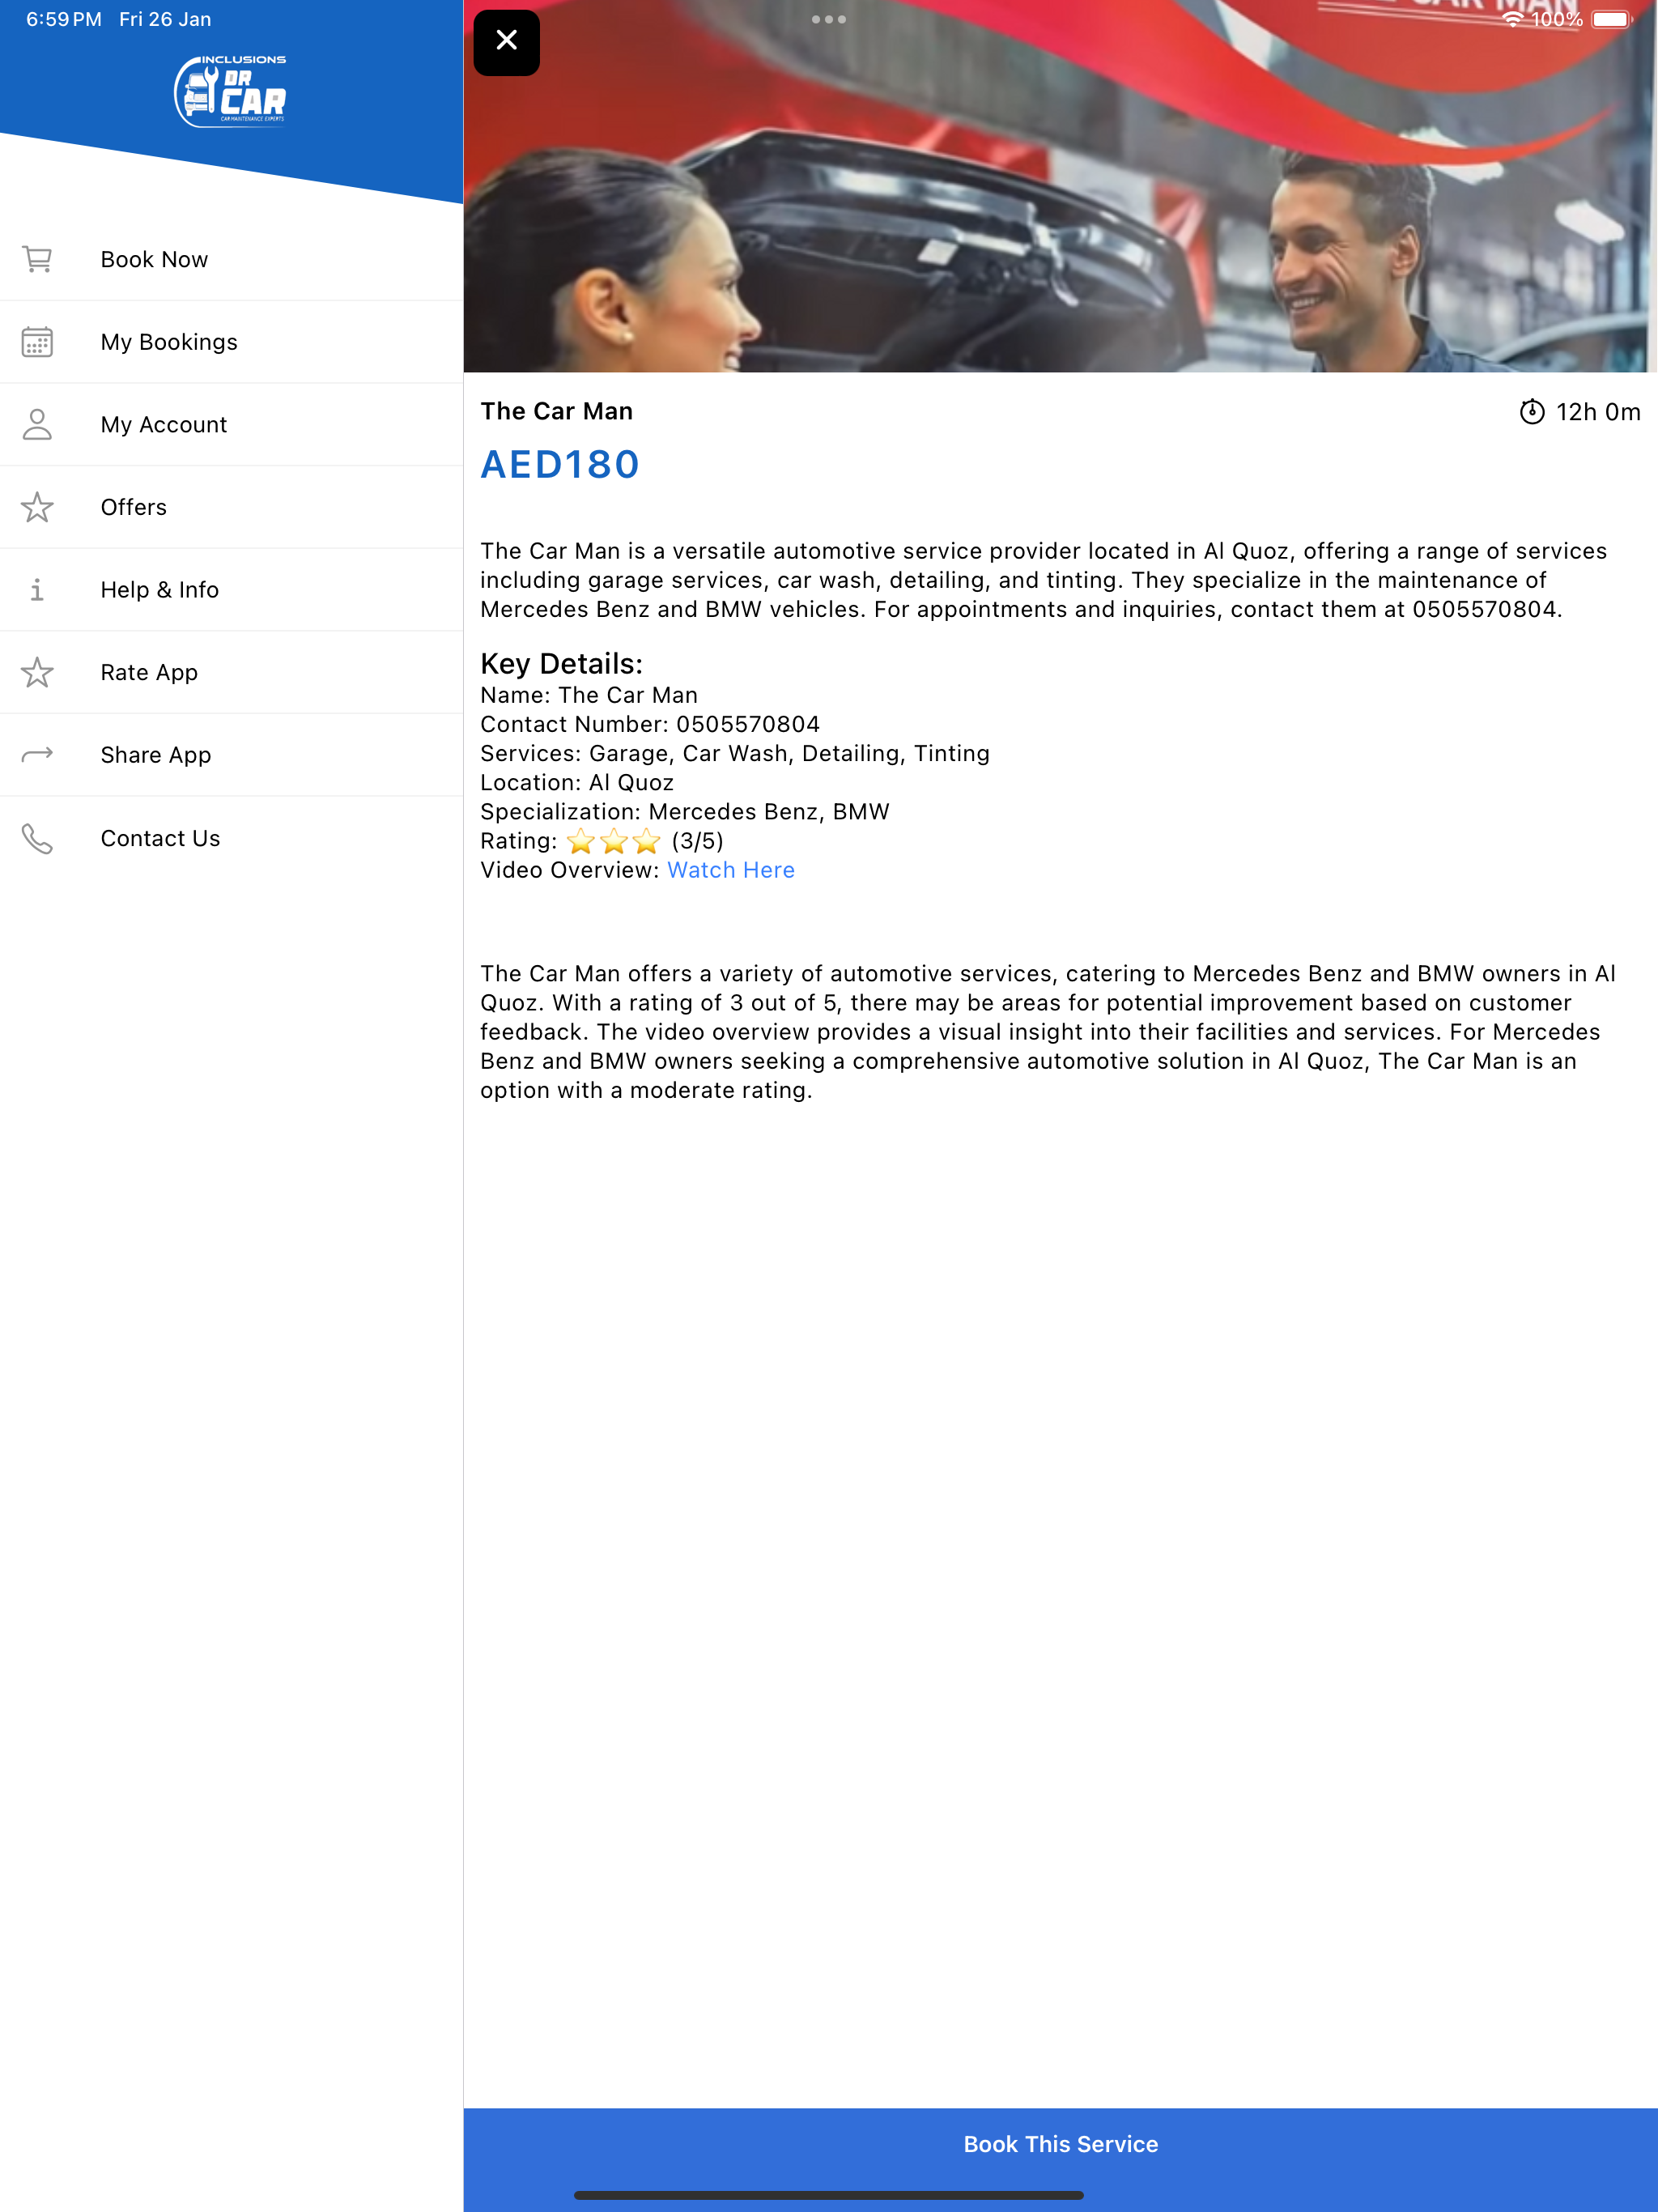 6:59 PM Fri 26 Jan
100%
INCLUSIONS
DR
CAR
CAR MAINTENANCE EXPERTS
Book Now
My Bookings
My Account
Offers
Help & Info
Rate App
Share App
Contact Us
CAR MAN
The Car Man
12h 0m
AED180
The Car Man is a versatile automotive service provider located in Al Quoz, offering a range of services
including garage services, car wash, detailing, and tinting. They specialize in the maintenance of
Mercedes Benz and BMW vehicles. For appointments and inquiries, contact them at 0505570804.
Key Details:
Name: The Car Man
Contact Number: 0505570804
Services: Garage, Car Wash, Detailing, Tinting
Location: Al Quoz
Specialization: Mercedes Benz, BMW
Rating: ⭐⭐⭐ (3/5)
Video Overview: Watch Here
The Car Man offers a variety of automotive services, catering to Mercedes Benz and BMW owners in Al
Quoz. With a rating of 3 out of 5, there may be areas for potential improvement based on customer
feedback. The video overview provides a visual insight into their facilities and services. For Mercedes
Benz and BMW owners seeking a comprehensive automotive solution in Al Quoz, The Car Man is an
option with a moderate rating.
Book This Service